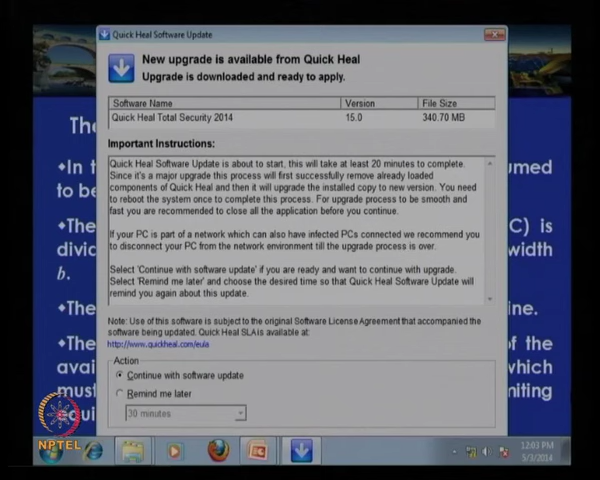 Quick Heal Software Update
New upgrade is available from Quick Heal
Upgrade is downloaded and ready to apply.
Software Name Version File Size
Quick Heal Total Security 2014 15.0 340.70 MB
Important Instructions:
Quick Heal Software Update is about to start, this will take at least 20 minutes to complete.
Since it's a major upgrade this process will first successfully remove already loaded
components of Quick Heal and then it will upgrade the installed copy to new version. You need
to reboot the system once to complete this process. For upgrade process to be smooth and
fast you are recommended to close all the application before you continue.
If your PC is part of a network which can also have infected PCs connected we recommend you
to disconnect your PC from the network environment till the upgrade process is over.
Select 'Continue with software update' if you are ready and want to continue with upgrade.
Select 'Remind me later' and choose the desired time so that Quick Heal Software Update will
remind you again about this update.
Note: Use of this software is subject to the original Software License Agreement that accompanied the
software being updated. Quick Heal SLA is available at:
http://www.quickheal.com/eula
Action
Continue with software update
Remind me later
30 minutes
The
In t umed
to be
The C) is
divid width
b.
The ine.
The f the
avai which
must niting
equi
NPTEL
12:03 PM
5/3/2014